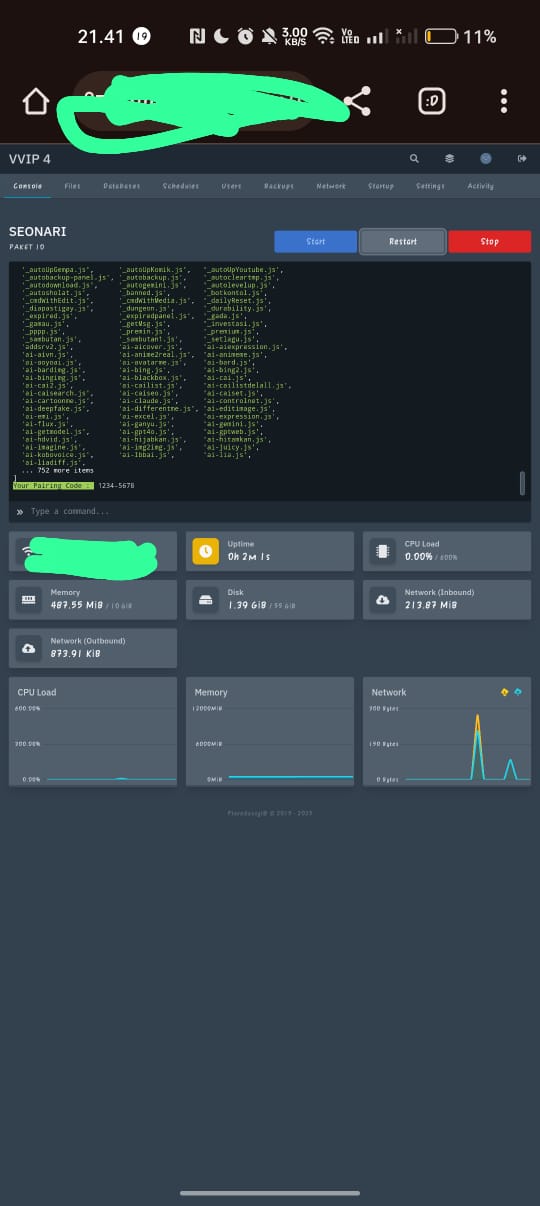 21.41 19 3.00 KB/S Vo LTE 11%
:D
VVIP 4
Console Files Databases Schedules Users Backups Network Startup Settings Activity
SEONARI
PAKET 10
Start Restart Stop
'_autoUpGempa.js', '_autoUpKomik.js', '_autoUpYoutube.js',
'_autobackup-panel.js', '_autobackup.js', '_autocleartmp.js',
'_autodownload.js', '_autogemini.js', '_autolevelup.js',
'_autosholat.js', '_banned.js', '_botkontol.js',
'_cmdWithEdit.js', '_cmdWithMedia.js', '_dailyReset.js',
'_diapastigay.js', '_dungeon.js', '_durability.js',
'_expired.js', '_expiredpanel.js', '_gada.js',
'_gamau.js', '_getMsg.js', '_investasi.js',
'_pppp.js', '_premin.js', '_premium.js',
'_sambutan.js', '_sambutan1.js', '_setlagu.js',
'addsrv2.js', 'ai-aicover.js', 'ai-aiexpression.js',
'ai-aivn.js', 'ai-anime2real.js', 'ai-animeme.js',
'ai-aoyoai.js', 'ai-avatarme.js', 'ai-bard.js',
'ai-bardimg.js', 'ai-bing.js', 'ai-bing2.js',
'ai-bingimg.js', 'ai-blackbox.js', 'ai-cai.js',
'ai-cai2.js', 'ai-cailist.js', 'ai-cailistdelall.js',
'ai-caisearch.js', 'ai-caiseo.js', 'ai-caiset.js',
'ai-cartoonme.js', 'ai-claude.js', 'ai-controlnet.js',
'ai-deepfake.js', 'ai-differentme.js', 'ai-editimage.js',
'ai-emi.js', 'ai-excel.js', 'ai-expression.js',
'ai-flux.js', 'ai-ganyu.js', 'ai-gemini.js',
'ai-getmodel.js', 'ai-gpt4o.js', 'ai-gptweb.js',
'ai-hdvid.js', 'ai-hijabkan.js', 'ai-hitamkan.js',
'ai-imagine.js', 'ai-img2img.js', 'ai-juicy.js',
'ai-kobovoice.js', 'ai-lbbai.js', 'ai-lia.js',
'ai-liadiff.js',
... 752 more items
]
Your Pairing Code : 1234-5678
» Type a command...
Uptime
0h 2m 1s
CPU Load
0.00% / 600%
Memory
487.55 MiB / 10 GiB
Disk
1.39 GiB / 55 GiB
Network (Inbound)
213.87 MiB
Network (Outbound)
873.91 KiB
CPU Load
600.00%
300.00%
0.00%
Memory
12000MiB
6000MiB
0MiB
Network
300 Bytes
150 Bytes
0 Bytes
Pterodactyl® © 2015 - 2025